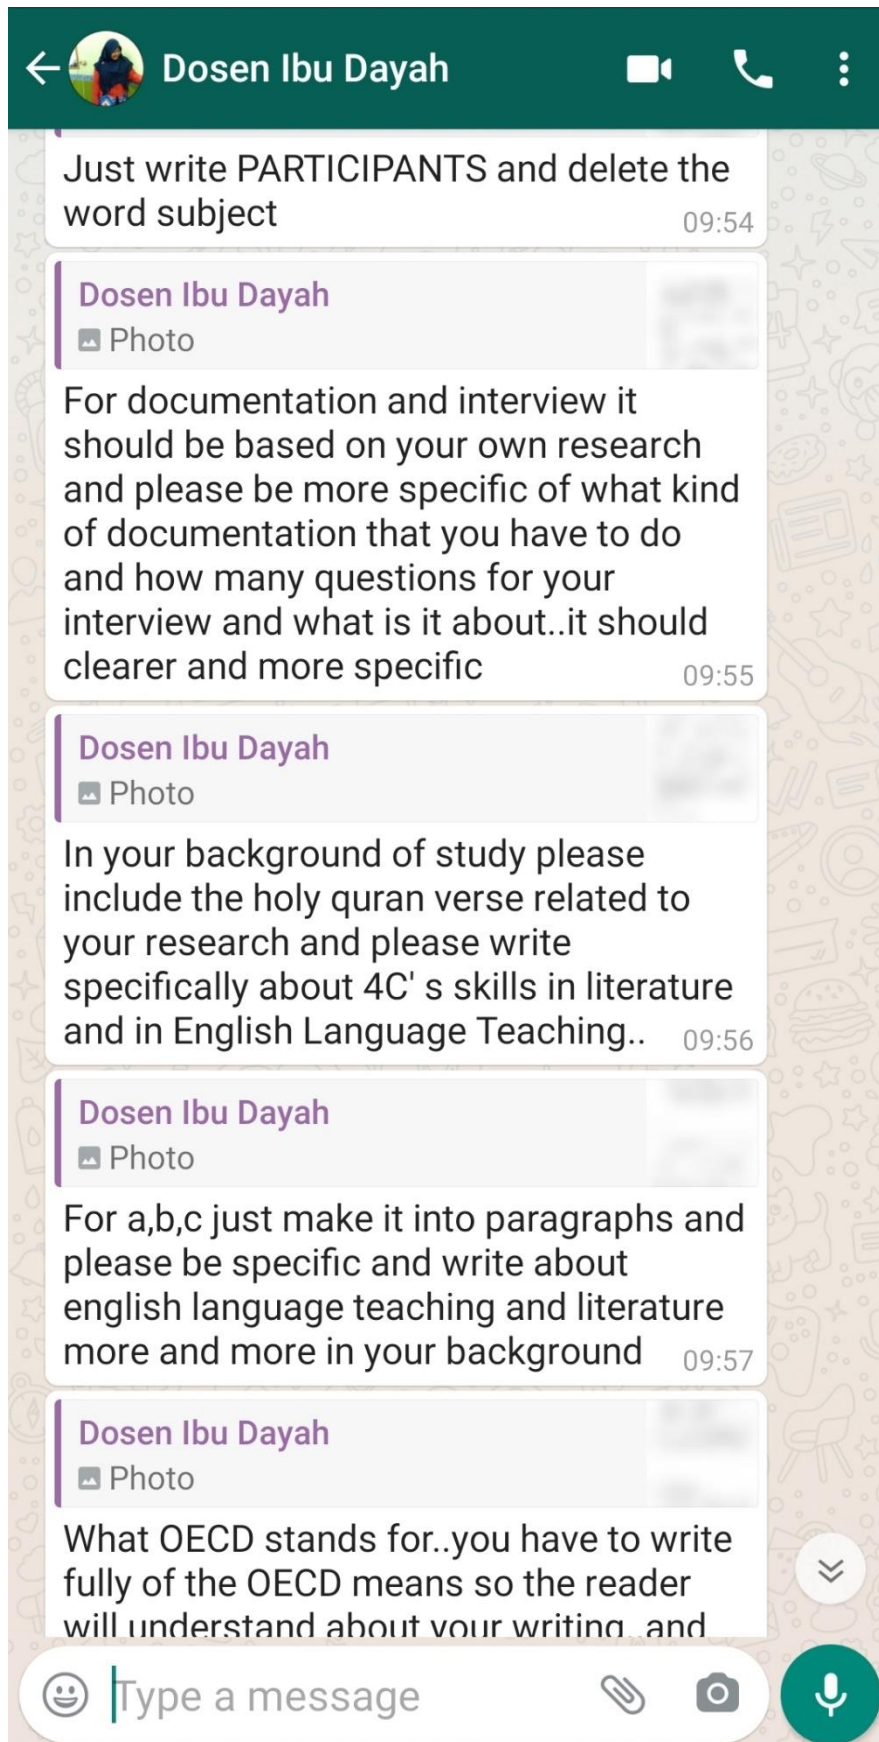 Dosen Ibu Dayah
Just write PARTICIPANTS and delete the
word subject
09:54
Dosen Ibu Dayah
Photo
For documentation and interview it
should be based on your own research
and please be more specific of what kind
of documentation that you have to do
and how many questions for your
interview and what is it about..it should
clearer and more specific
09:55
Dosen Ibu Dayah
Photo
In your background of study please
include the holy quran verse related to
your research and please write
specifically about 4C' s skills in literature
and in English Language Teaching..
09:56
Dosen Ibu Dayah
Photo
For a,b,c just make it into paragraphs and
please be specific and write about
english language teaching and literature
more and more in your background
09:57
Dosen Ibu Dayah
Photo
What OECD stands for..you have to write
fully of the OECD means so the reader
will understand about your writing..and
Type a message